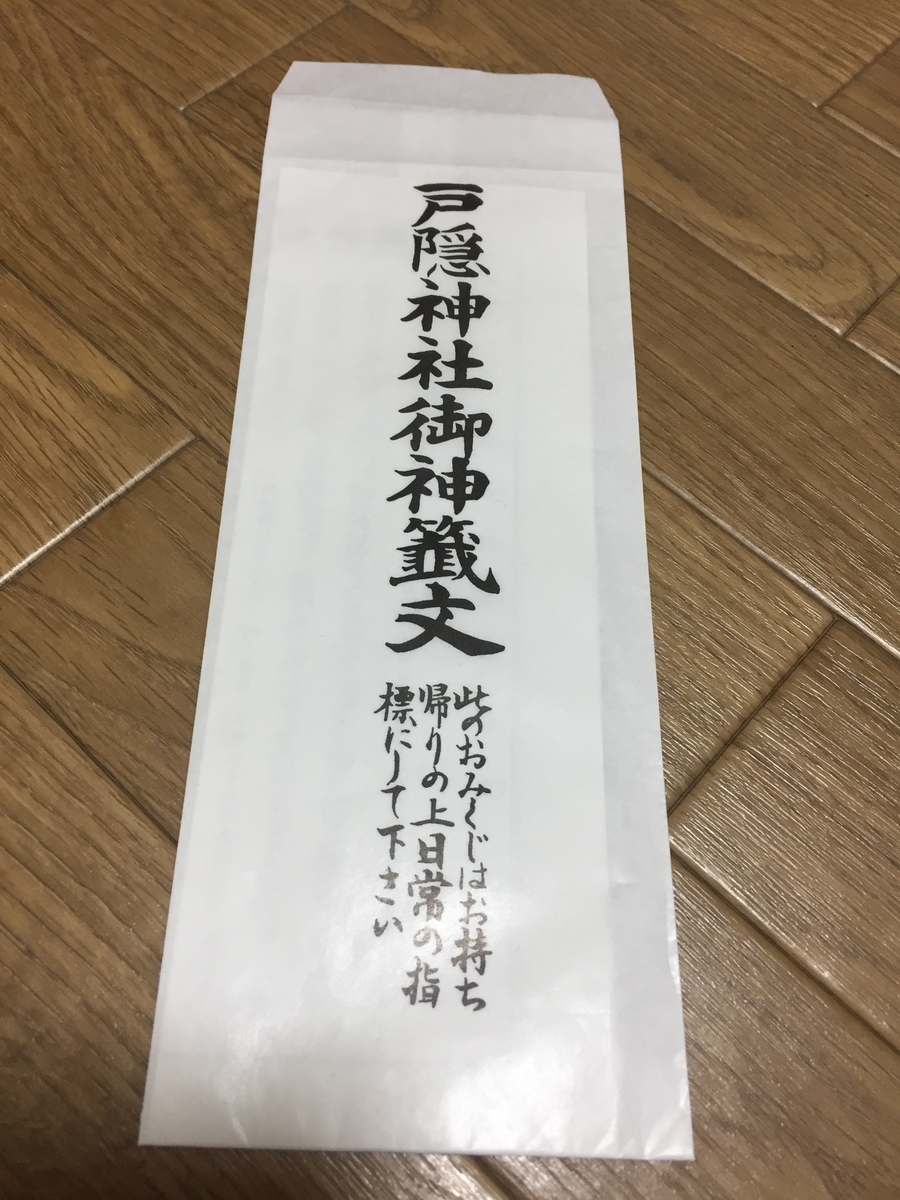 戸隠神社御神籤文
此のおみくじはお持ち
帰りの上日常の指
標にして下さい